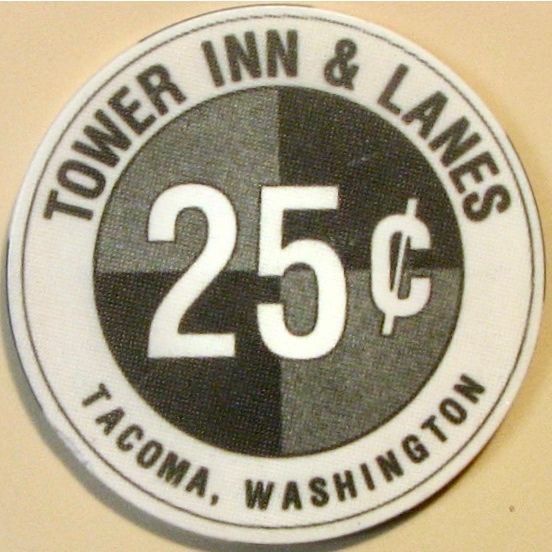 TOWER INN & LANES
25¢
TACOMA, WASHINGTON